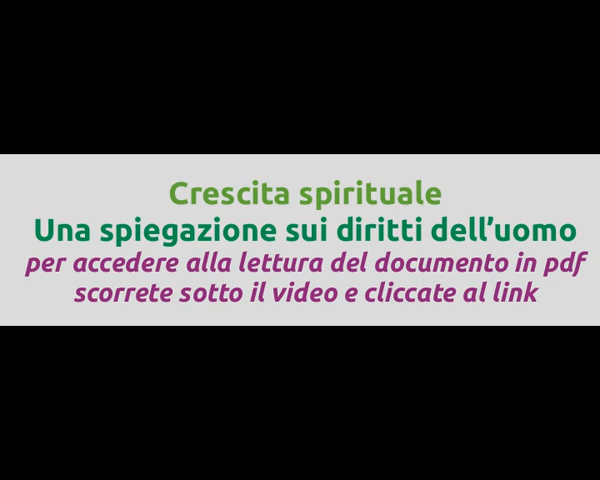 Crescita spirituale
Una spiegazione sui diritti dell’uomo
per accedere alla lettura del documento in pdf
scorrete sotto il video e cliccate al link